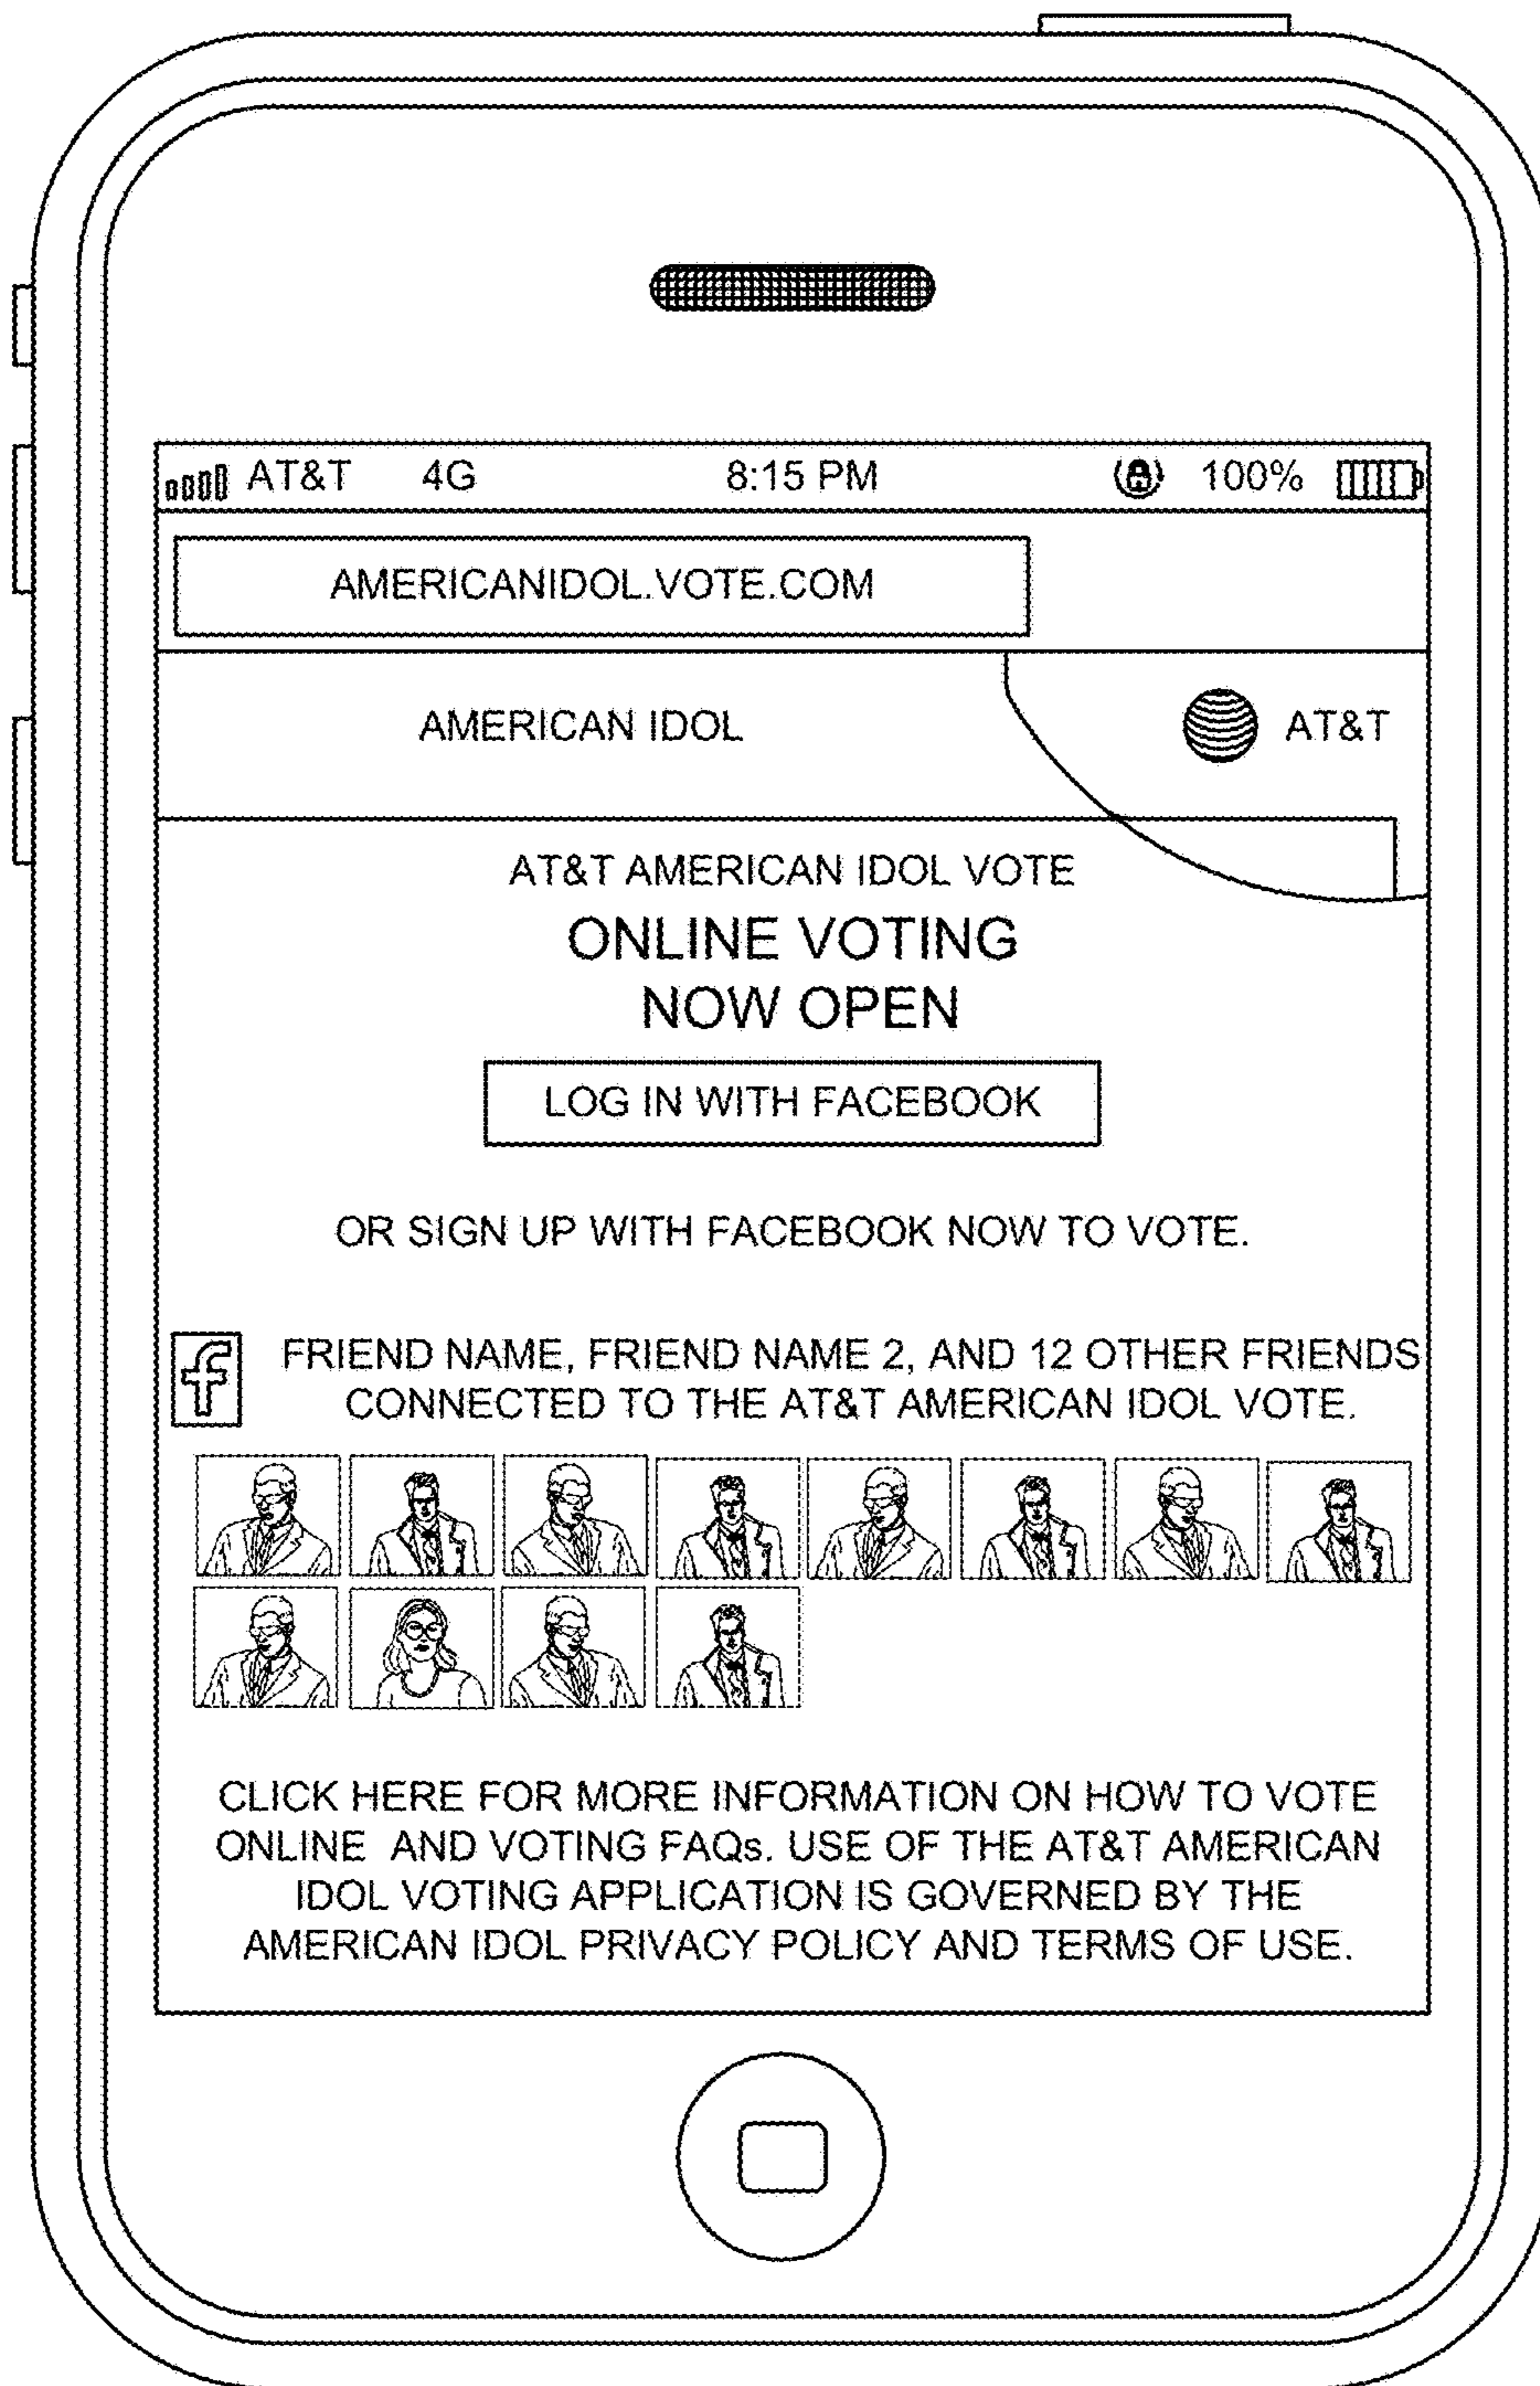 AT&T 4G 8:15 PM 100%
AMERICANIDOL.VOTE.COM
AMERICAN IDOL AT&T
AT&T AMERICAN IDOL VOTE
ONLINE VOTING
NOW OPEN
LOG IN WITH FACEBOOK
OR SIGN UP WITH FACEBOOK NOW TO VOTE.
f FRIEND NAME, FRIEND NAME 2, AND 12 OTHER FRIENDS
CONNECTED TO THE AT&T AMERICAN IDOL VOTE.
CLICK HERE FOR MORE INFORMATION ON HOW TO VOTE
ONLINE AND VOTING FAQs. USE OF THE AT&T AMERICAN
IDOL VOTING APPLICATION IS GOVERNED BY THE
AMERICAN IDOL PRIVACY POLICY AND TERMS OF USE.